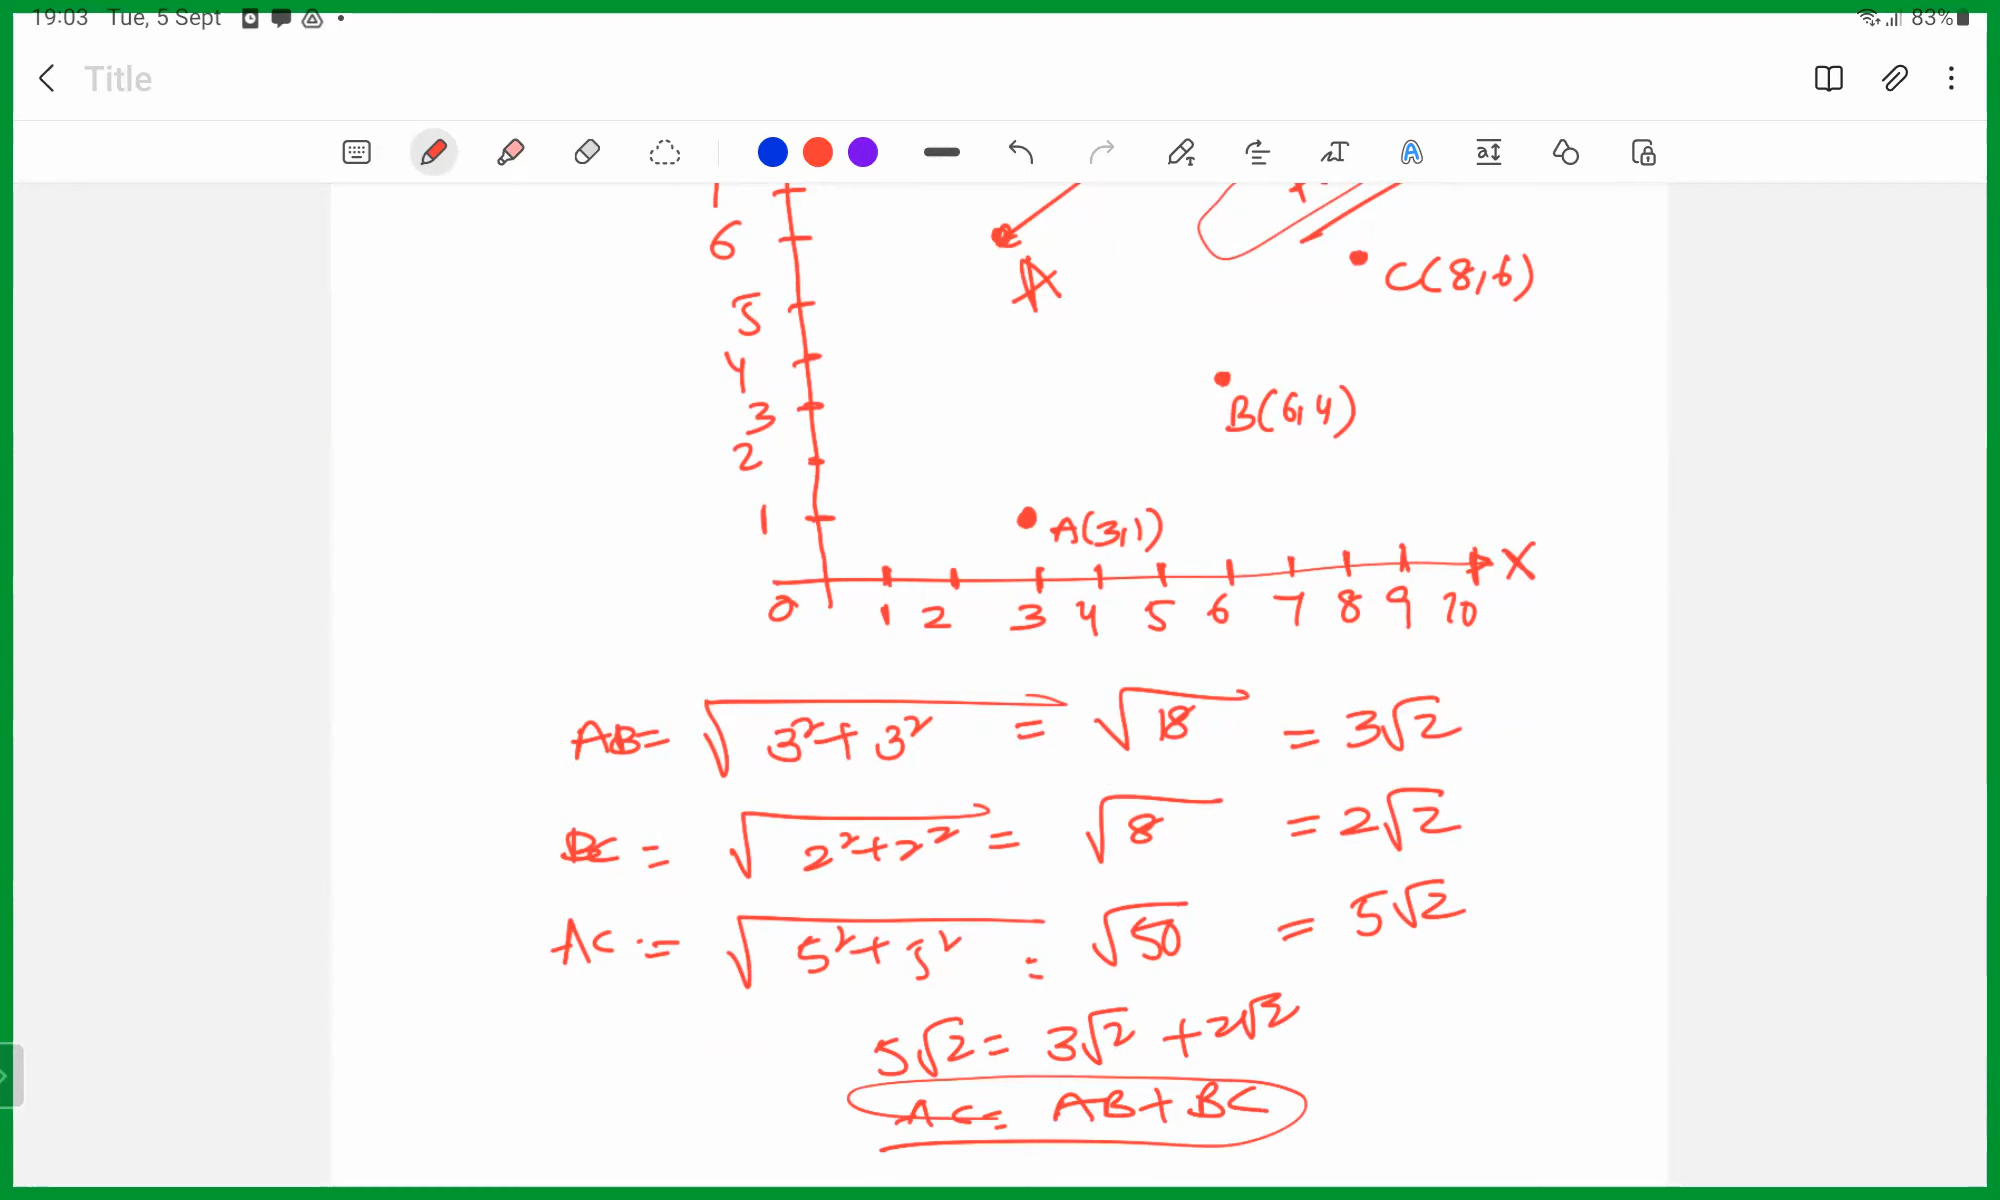 19:03 Tue, 5 Sept 83%
Title
6
A
C(8,6)
5
4
B(6,4)
3
2
1
A(3,1)
X
0 1 2 3 4 5 6 7 8 9 10
AB= √3²+3² = √18 = 3√2
BC = √2²+2² = √8 = 2√2
AC = √5²+5² = √50 = 5√2
5√2= 3√2 +2√2
AC= AB+BC